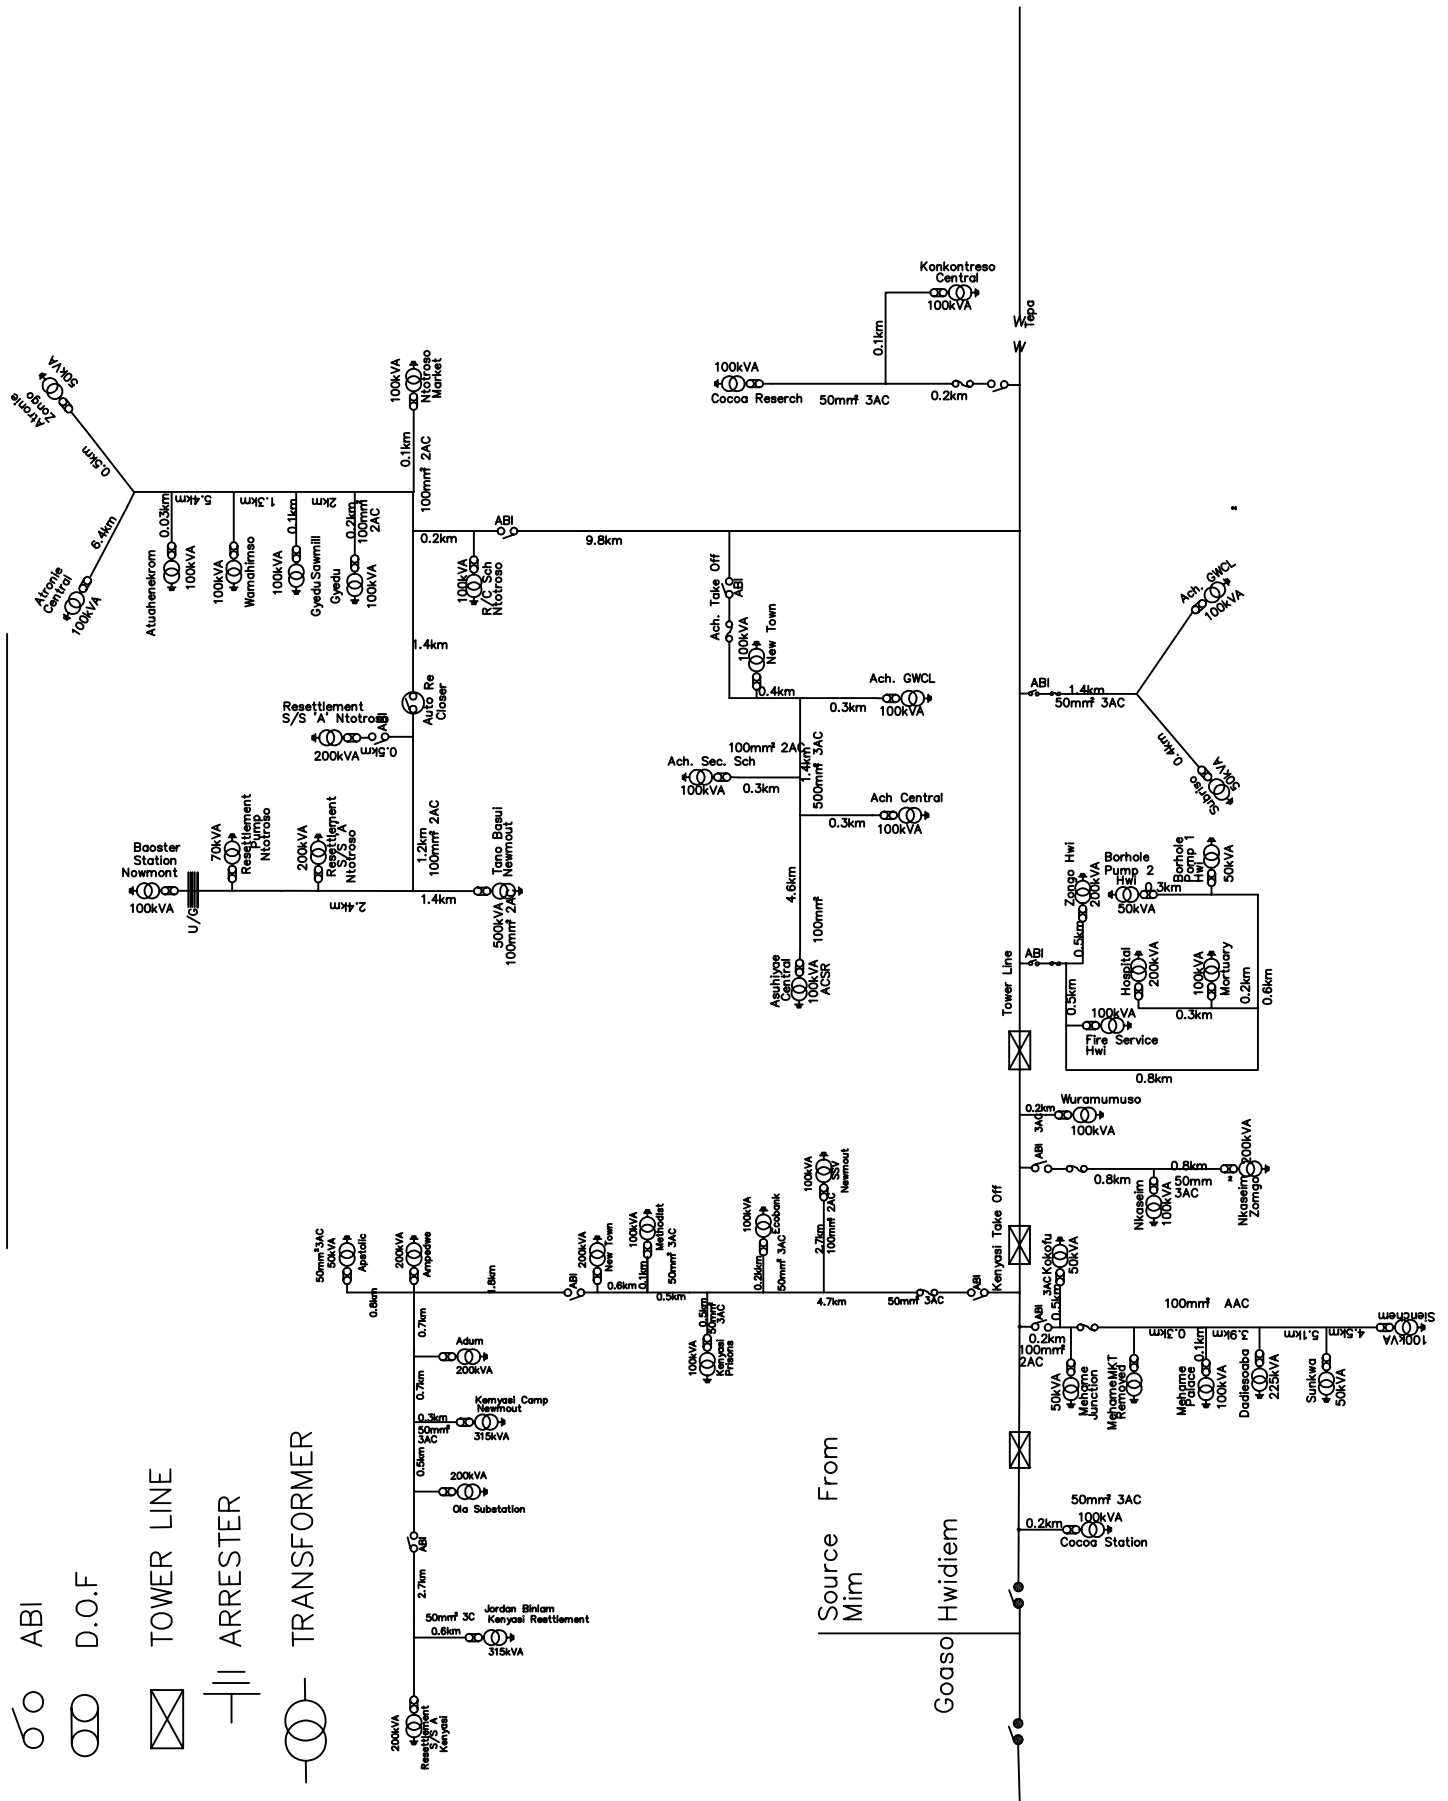 Konkontreso
Central
100kVA
0.1km
Tepa
100kVA
Cocoa Reserch
50mm² 3AC
0.2km
Atronie
Zongo
50kVA
0.5km
6.4km
Atronie
Central
100kVA
Atuahenekrom
100kVA
0.03km
5.4km
100kVA
Wamahimso
1.3km
100kVA
GyeduSawmill
0.1km
2km
Gyedu
100kVA
0.2km
100mm²
2AC
100kVA
Ntotroso
Market
0.1km
100mm² 2AC
0.2km
ABI
9.8km
100kVA
R/C Sch
Ntotroso
1.4km
Auto Re
Closer
Resettlement
S/S 'A' Ntotroso
ABI
200kVA
0.5km
1.2km
100mm² 2AC
Baoster
Station
Nowmont
100kVA
U/G
70kVA
Resettlement
Pump
Ntotroso
200kVA
Resettlement
S/S 'A'
Ntotroso
2.4km
1.4km
Tano Basui
Newmout
500kVA
100mm² 2AC
Ach. Take Off
ABI
100kVA
New Town
0.4km
Ach. GWCL
0.3km
100kVA
100mm² 2AC
1.4km
500mm² 3AC
Ach. Sec. Sch
100kVA
0.3km
Ach Central
0.3km
100kVA
4.6km
100mm²
Asuhiyae
Central
100kVA
ACSR
ABI
1.4km
50mm² 3AC
Ach. GWCL
100kVA
0.4km
Subriso
50kVA
Tower Line
ABI
Zongo Hwi
200kVA
0.5km
Borhole
Pump 2
Hwi
50kVA
0.3km
Borhole
Pomp 1
Hwi
50kVA
0.5km
Hospital
200kVA
100kVA
Mortuary
0.2km
0.6km
0.3km
100kVA
Fire Service
Hwi
0.8km
0.2km
3AC
Wuramumuso
100kVA
ABI
0.8km
0.8km
50mm²
3AC
Nkaseim
100kVA
Nkaseim
Zomgo
200kVA
Kenyasi Take Off
ABI
50mm² 3AC
4.7km
100kVA
SSV
Newmout
2.7km
100mm² 2AC
100kVA
Ecobank
0.2kkm
50mm² 3AC
0.5km
50mm²
3AC
100kVA
Kenyasi
Prisons
0.5km
100kVA
Methodist
0.1km
50mm² 3AC
0.6km
200kVA
New Town
ABI
1.8km
200kVA
Ampedwe
50mm²3AC
50kVA
Apstolic
0.8km
0.7km
Adum
200kVA
0.7km
Kemyasi Camp
Newmout
0.3km
50mm²
3AC
315kVA
0.5km
200kVA
Ola Substation
ABI
2.7km
50mm² 3C
0.6km
Jordan Binlam
Kenyasi Resttlement
315kVA
200kVA
Resettlement
S/S A
Kenyasi
ABI
0.2km
100mm²
2AC
0.5km
3AC
Kokofu
50kVA
100mm² AAC
50kVA
Mehame
Junction
MehameMKT
Removed
0.3km
0.1km
Mehame
Palace
100kVA
3.9km
Dadiesoaba
225kVA
5.1km
Sunkwa
50kVA
4.5km
Sienchem
100kVA
50mm² 3AC
0.2km
100kVA
Cocoa Station
Source From
Mim
Goaso
Hwidiem
ABI
D.O.F
TOWER LINE
ARRESTER
TRANSFORMER